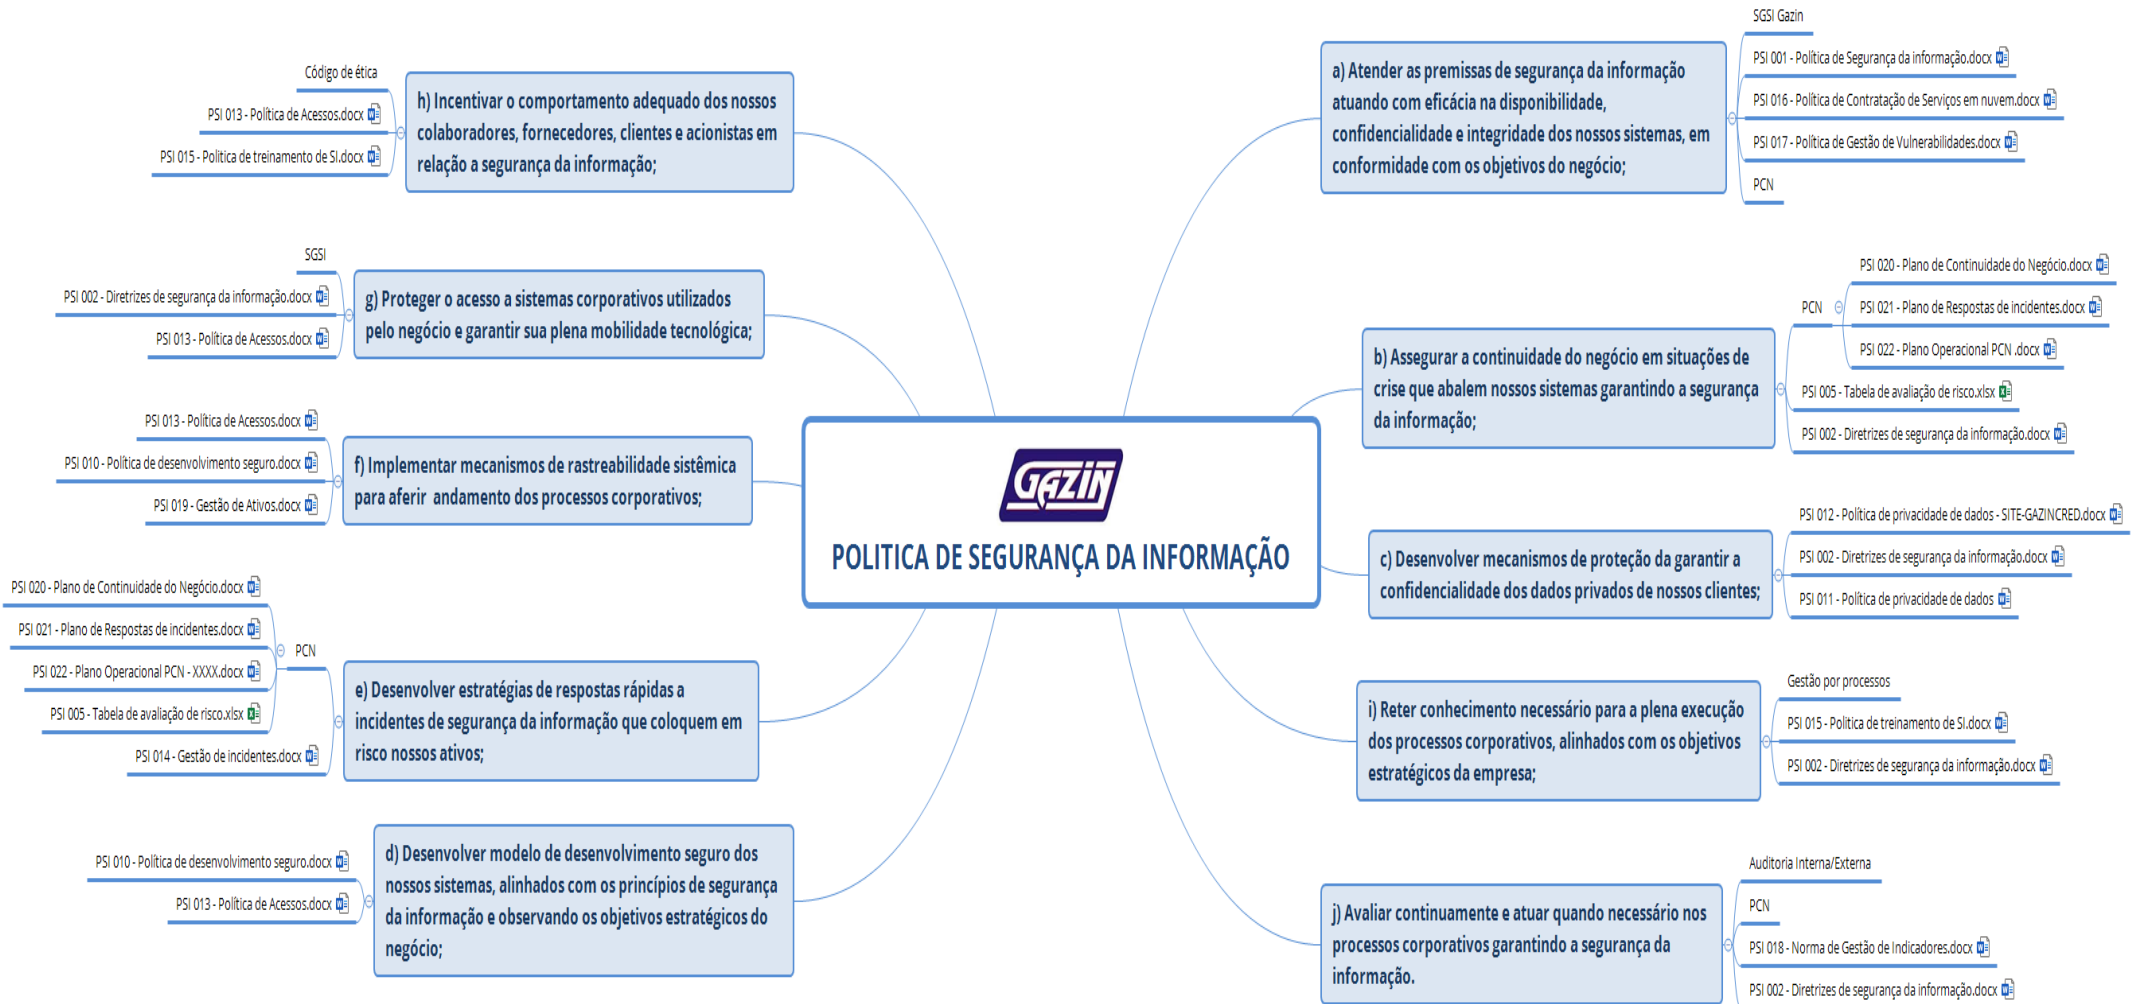 GAZIN
POLITICA DE SEGURANÇA DA INFORMAÇÃO
a) Atender as premissas de segurança da informação
atuando com eficácia na disponibilidade,
confidencialidade e integridade dos nossos sistemas, em
conformidade com os objetivos do negócio;
SGSI Gazin
PSI 001 - Política de Segurança da informação.docx
PSI 016 - Política de Contratação de Serviços em nuvem.docx
PSI 017 - Política de Gestão de Vulnerabilidades.docx
PCN
b) Assegurar a continuidade do negócio em situações de
crise que abalem nossos sistemas garantindo a segurança
da informação;
PCN
PSI 020 - Plano de Continuidade do Negócio.docx
PSI 021 - Plano de Respostas de incidentes.docx
PSI 022 - Plano Operacional PCN .docx
PSI 005 - Tabela de avaliação de risco.xlsx
PSI 002 - Diretrizes de segurança da informação.docx
c) Desenvolver mecanismos de proteção da garantir a
confidencialidade dos dados privados de nossos clientes;
PSI 012 - Política de privacidade de dados - SITE-GAZINCRED.docx
PSI 002 - Diretrizes de segurança da informação.docx
PSI 011 - Política de privacidade de dados
i) Reter conhecimento necessário para a plena execução
dos processos corporativos, alinhados com os objetivos
estratégicos da empresa;
Gestão por processos
PSI 015 - Politica de treinamento de SI.docx
PSI 002 - Diretrizes de segurança da informação.docx
j) Avaliar continuamente e atuar quando necessário nos
processos corporativos garantindo a segurança da
informação.
Auditoria Interna/Externa
PCN
PSI 018 - Norma de Gestão de Indicadores.docx
PSI 002 - Diretrizes de segurança da informação.docx
h) Incentivar o comportamento adequado dos nossos
colaboradores, fornecedores, clientes e acionistas em
relação a segurança da informação;
Código de ética
PSI 013 - Política de Acessos.docx
PSI 015 - Politica de treinamento de SI.docx
g) Proteger o acesso a sistemas corporativos utilizados
pelo negócio e garantir sua plena mobilidade tecnológica;
SGSI
PSI 002 - Diretrizes de segurança da informação.docx
PSI 013 - Política de Acessos.docx
f) Implementar mecanismos de rastreabilidade sistêmica
para aferir andamento dos processos corporativos;
PSI 013 - Política de Acessos.docx
PSI 010 - Política de desenvolvimento seguro.docx
PSI 019 - Gestão de Ativos.docx
e) Desenvolver estratégias de respostas rápidas a
incidentes de segurança da informação que coloquem em
risco nossos ativos;
PCN
PSI 020 - Plano de Continuidade do Negócio.docx
PSI 021 - Plano de Respostas de incidentes.docx
PSI 022 - Plano Operacional PCN - XXXX.docx
PSI 005 - Tabela de avaliação de risco.xlsx
PSI 014 - Gestão de incidentes.docx
d) Desenvolver modelo de desenvolvimento seguro dos
nossos sistemas, alinhados com os princípios de segurança
da informação e observando os objetivos estratégicos do
negócio;
PSI 010 - Política de desenvolvimento seguro.docx
PSI 013 - Política de Acessos.docx